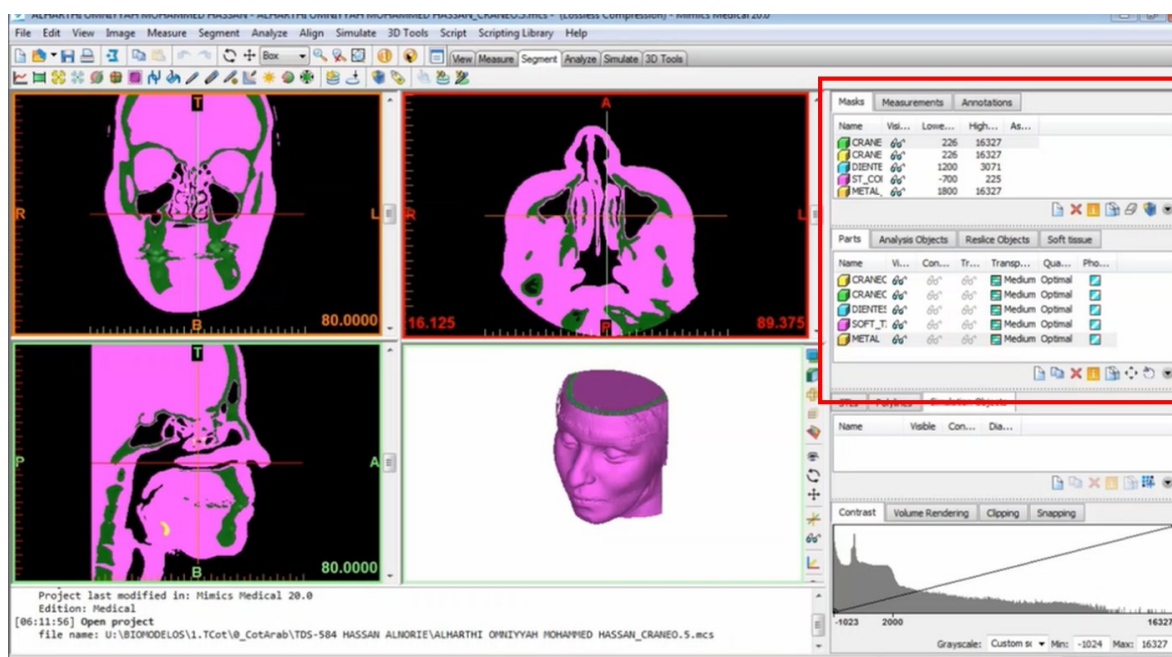 ALHARTHI OMNIYYAH MOHAMMED HASSAN - ALHARTHI OMNIYYAH MOHAMMED HASSAN_CRANEO.5.mcs - (Lossless Compression) - Mimics Medical 20.0
File Edit View Image Measure Segment Analyze Align Simulate 3D Tools Script Scripting Library Help
Box View Measure Segment Analyze Simulate 3D Tools
T
R
L
B
80.0000
A
R
L
P
16.125
89.375
T
P
A
B
80.0000
Masks Measurements Annotations
Name Visi... Lowe... High... As...
CRANE 226 16327
CRANE 226 16327
DIENTE 1200 3071
ST_COI -700 225
METAL_ 1800 16327
Parts Analysis Objects Reslice Objects Soft tissue
Name Vi... Con... Tr... Transp... Qua... Pho...
CRANEC Medium Optimal
CRANEC Medium Optimal
DIENTES Medium Optimal
SOFT_T: Medium Optimal
METAL Medium Optimal
STLs Polylines Simulation Objects
Name Visible Con... Dia...
Contrast Volume Rendering Clipping Snapping
-1023 2000 16327
Grayscale: Custom sc Min: -1024 Max: 16327
Project last modified in: Mimics Medical 20.0
Edition: Medical
[06:11:56] Open project
file name: U:\BIOMODELOS\1.TCot\0_CotArab\TDS-584 HASSAN ALNORIE\ALHARTHI OMNIYYAH MOHAMMED HASSAN_CRANEO.5.mcs